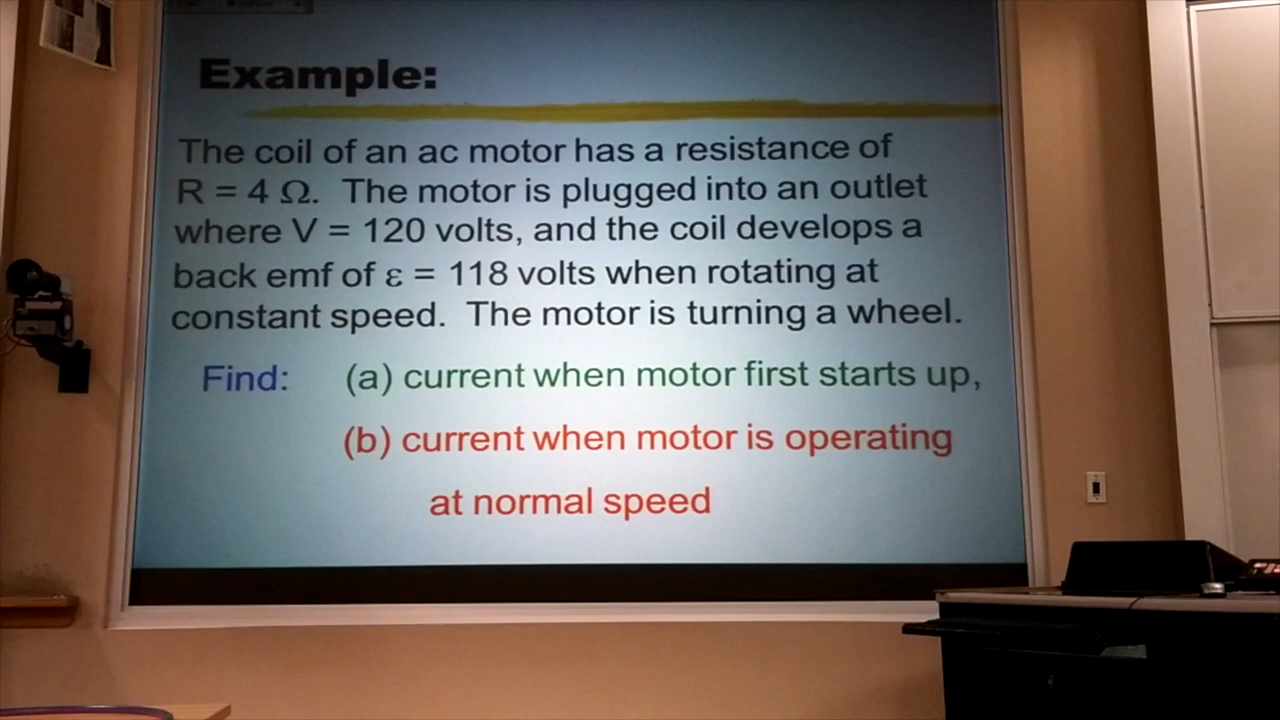 Example:
The coil of an ac motor has a resistance of
R = 4 Ω. The motor is plugged into an outlet
where V = 120 volts, and the coil develops a
back emf of ε = 118 volts when rotating at
constant speed. The motor is turning a wheel.
Find: (a) current when motor first starts up,
(b) current when motor is operating
at normal speed